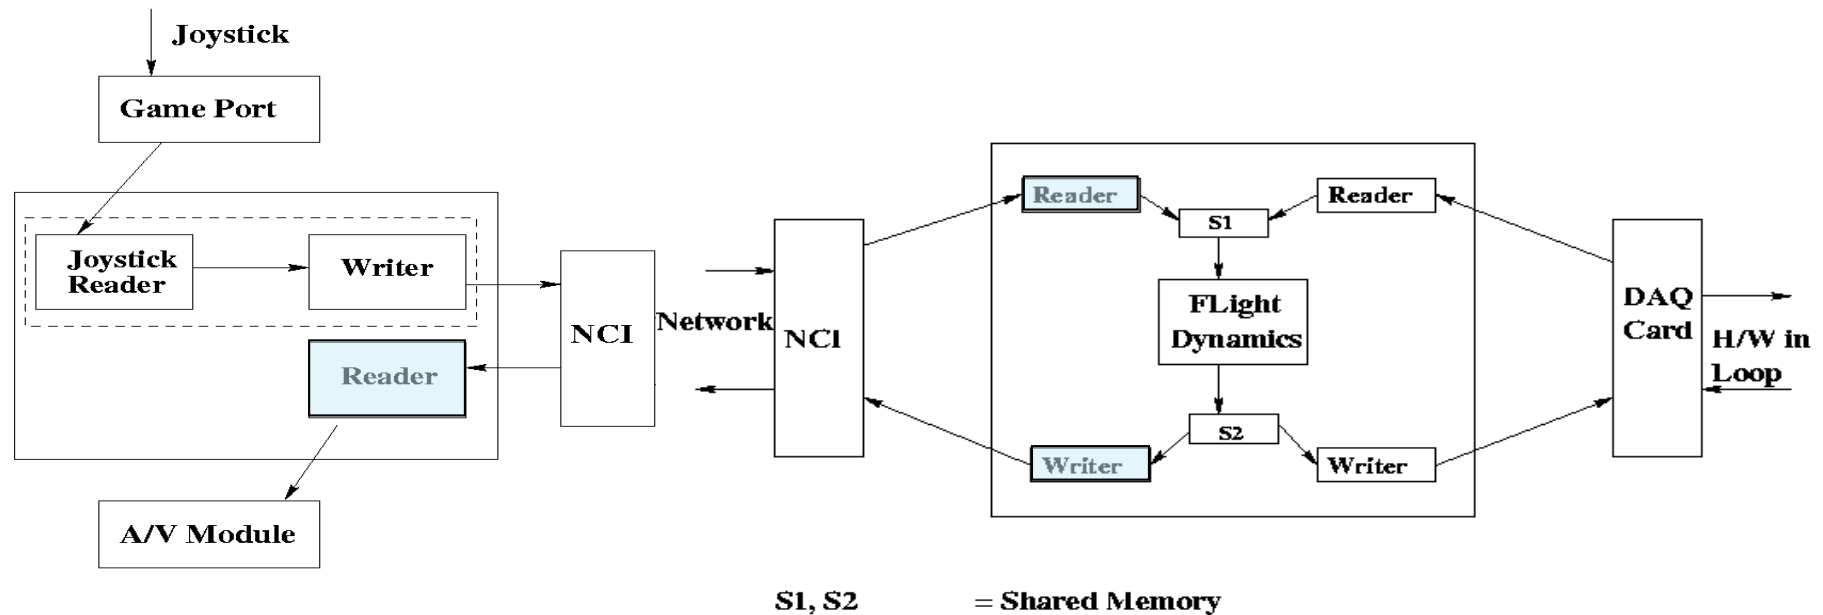 Joystick
Game Port
Joystick
Reader
Writer
Reader
A/V Module
NCI
Network
NCI
Reader
Reader
S1
FLight
Dynamics
S2
Writer
Writer
DAQ
Card
H/W in
Loop
S1, S2 = Shared Memory